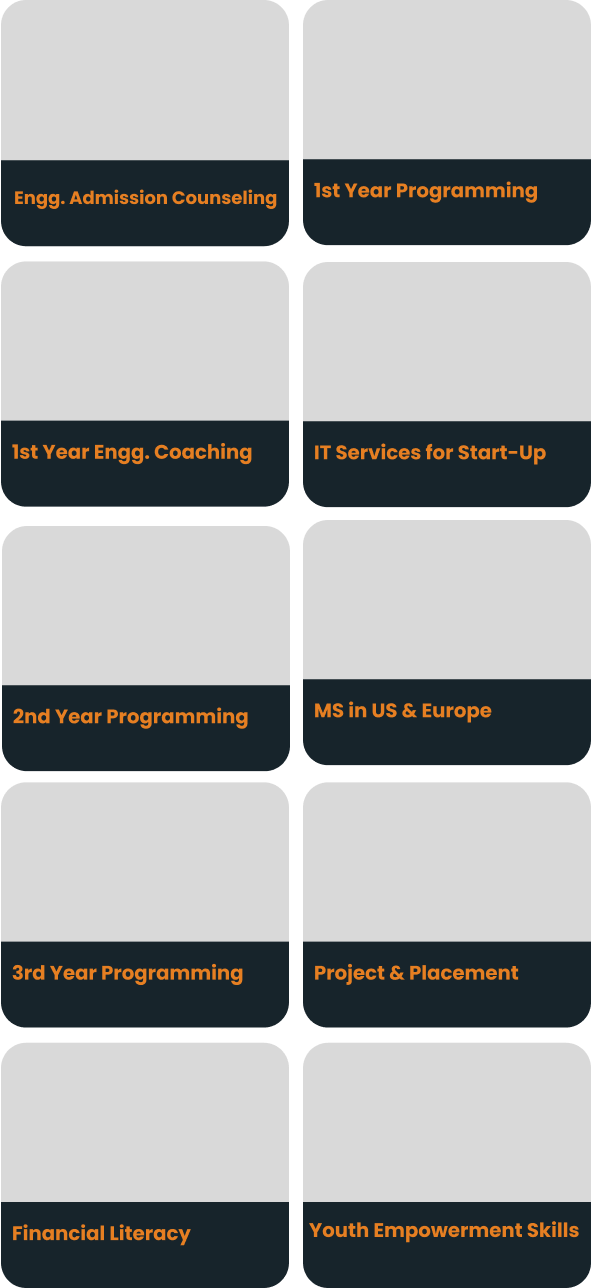 Engg. Admission Counseling
1st Year Programming
1st Year Engg. Coaching
IT Services for Start-Up
2nd Year Programming
MS in US & Europe
3rd Year Programming
Project & Placement
Financial Literacy
Youth Empowerment Skills